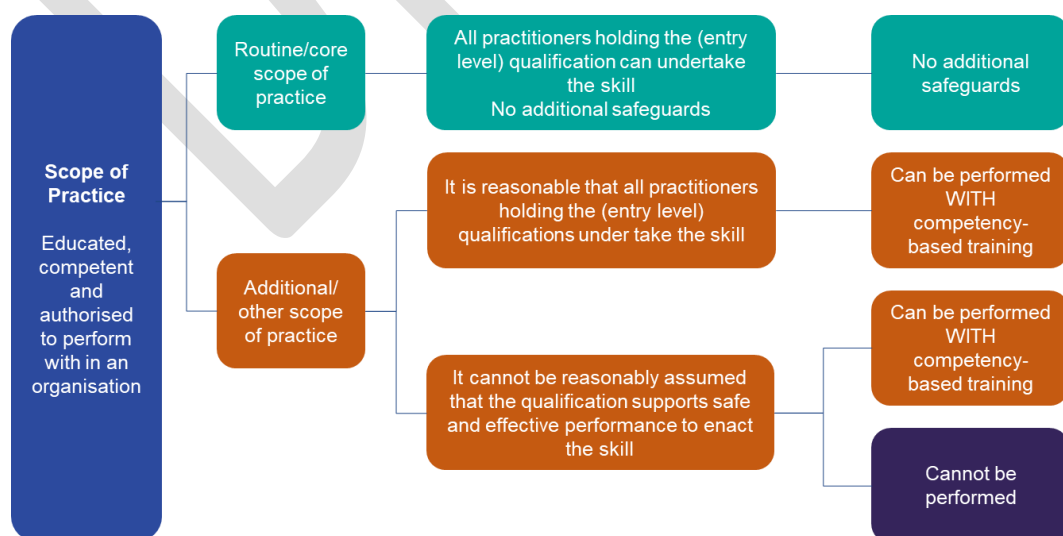 Scope of
Practice
Educated,
competent
and
authorised
to perform
with in an
organisation
Routine/core
scope of
practice
All practitioners holding the (entry
level) qualification can undertake
the skill
No additional safeguards
No additional
safeguards
Additional/
other scope
of practice
It is reasonable that all practitioners
holding the (entry level)
qualifications under take the skill
Can be performed
WITH
competency-
based training
It cannot be reasonably assumed
that the qualification supports safe
and effective performance to enact
the skill
Can be performed
WITH
competency-
based training
Cannot be
performed